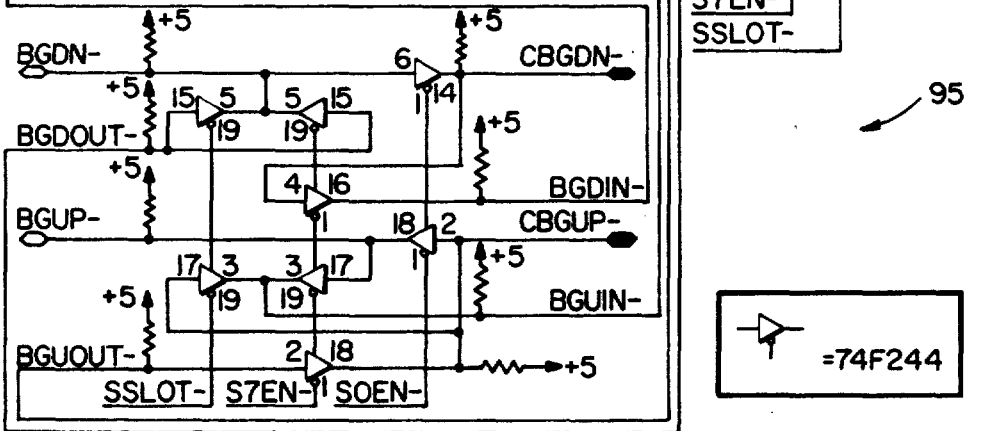 S7EN-
SSLOT-
+5 +5
BGDN- 6 CBGDN-
+5 15 5 5 15 1 14
95
19 19 +5
BGDOUT-
+5 4 16 BGDIN-
1
BGUP- 18 2 CBGUP-
1 +5
17 3 3 17
+5 19 19 BGUIN-
BGUOUT- 2 18
+5
=74F244
SSLOT- S7EN- 1 S0EN-